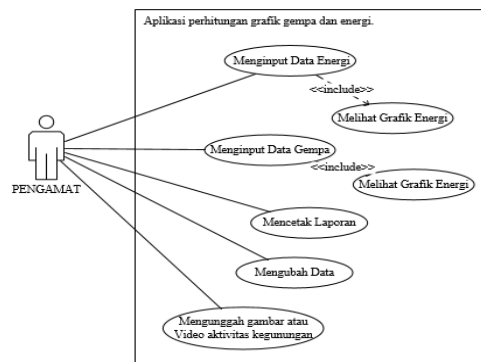 Aplikasi perhitungan grafik gempa dan energi.
Menginput Data Energi
<<include>>
Melihat Grafik Energi
Menginput Data Gempa
<<include>>
Melihat Grafik Energi
PENGAMAT
Mencetak Laporan
Mengubah Data
Mengunggah gambar atau
Video aktivitas kegunungan